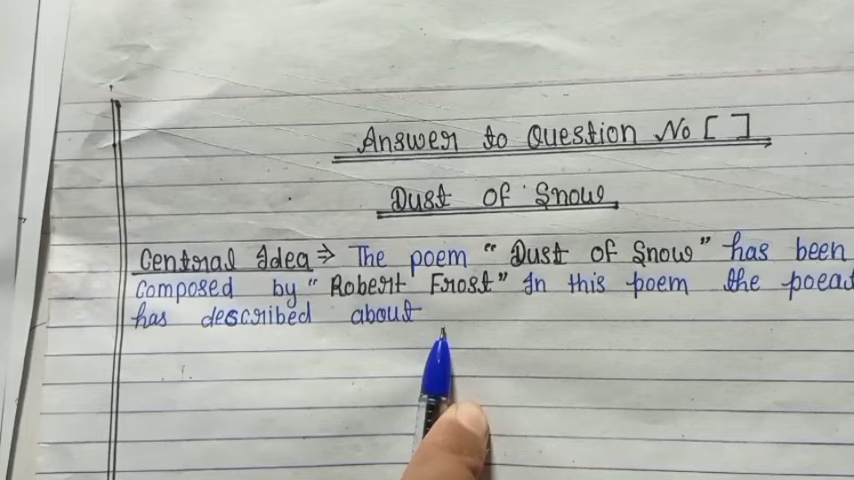 Answer to Question No [ ]
Dust of Snow
Central Idea ⇒ The poem "Dust of Snow" has been
Composed by "Robert Frost" In this poem the poeat
has described about